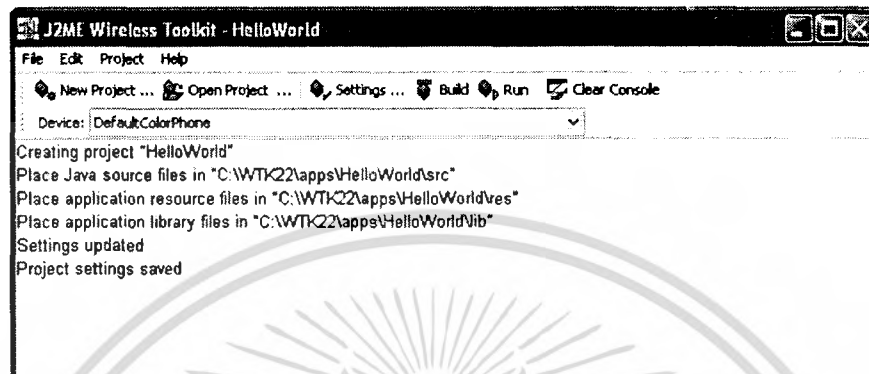 J2ME Wireless Toolkit - HelloWorld
File Edit Project Help
New Project ... Open Project ... Settings ... Build Run Clear Console
Device: DefaultColorPhone
Creating project "HelloWorld"
Place Java source files in "C:\WTK22\apps\HelloWorld\src"
Place application resource files in "C:\WTK22\apps\HelloWorld\res"
Place application library files in "C:\WTK22\apps\HelloWorld\lib"
Settings updated
Project settings saved